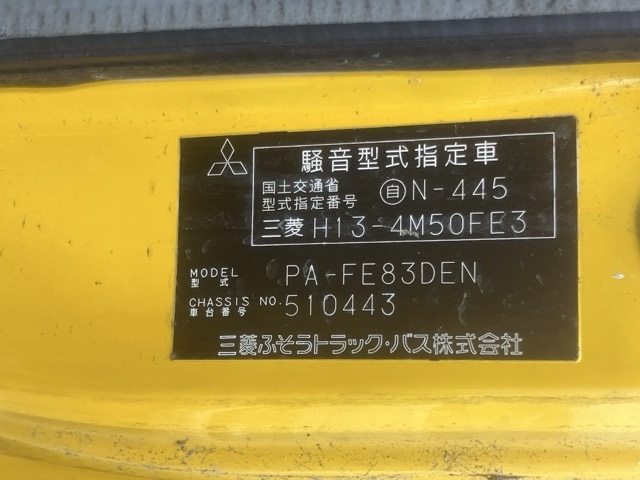 騒音型式指定車
国土交通省
型式指定番号 自N-445
三菱 H13-4M50FE3
MODEL
型式 PA-FE83DEN
CHASSIS NO.
車台番号 510443
三菱ふそうトラック・バス株式会社